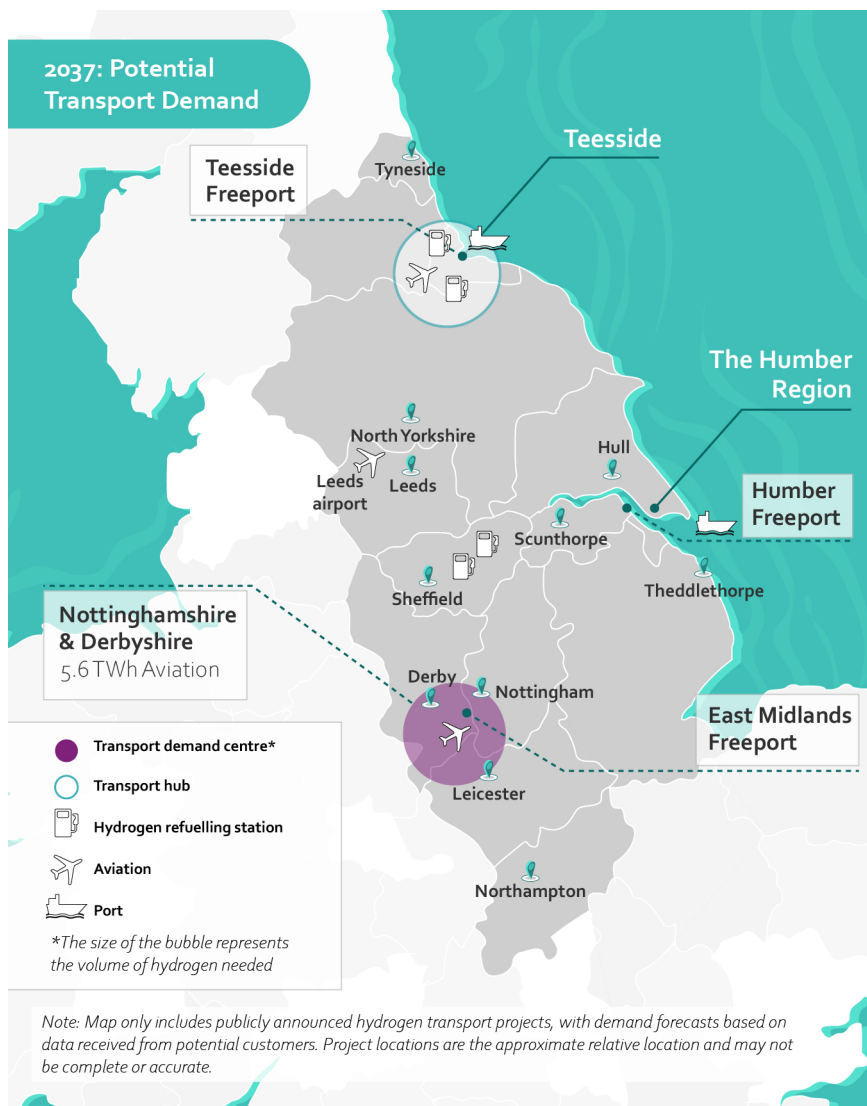 2037: Potential
Transport Demand
Teesside
Teesside
Freeport
Tyneside
The Humber
Region
North Yorkshire
Hull
Leeds
airport
Leeds
Humber
Freeport
Scunthorpe
Sheffield
Theddlethorpe
Nottinghamshire
& Derbyshire
5.6 TWh Aviation
Derby
Nottingham
East Midlands
Freeport
Leicester
Northampton
Transport demand centre*
Transport hub
Hydrogen refuelling station
Aviation
Port
*The size of the bubble represents
the volume of hydrogen needed
Note: Map only includes publicly announced hydrogen transport projects, with demand forecasts based on
data received from potential customers. Project locations are the approximate relative location and may not
be complete or accurate.